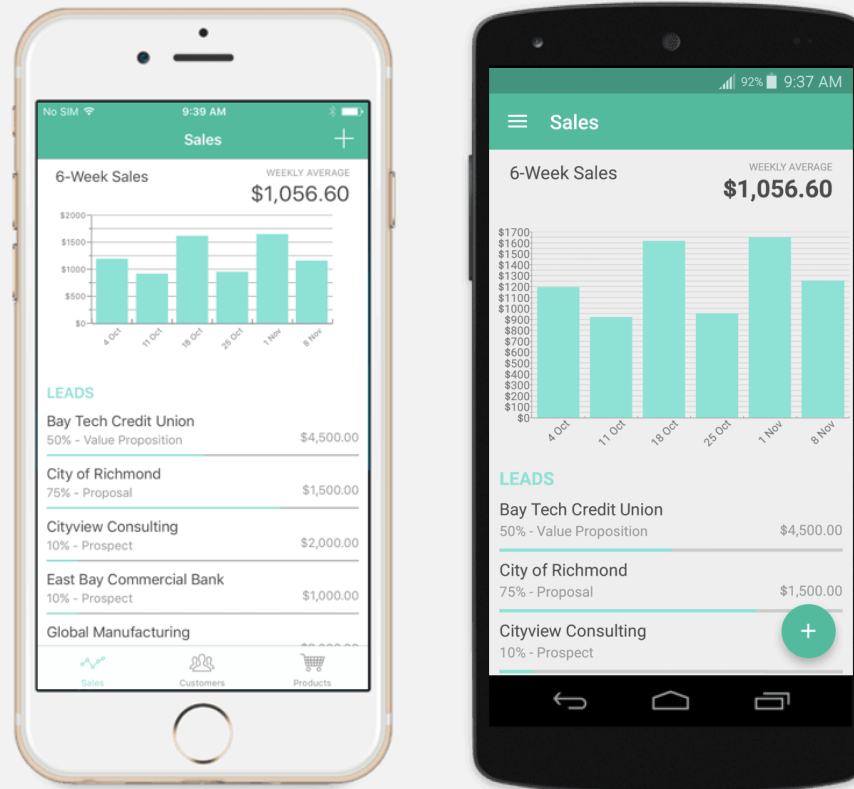 No SIM 9:39 AM
Sales
6-Week Sales
WEEKLY AVERAGE
$1,056.60
$2000
$1500
$1000
$500
$0
4 Oct 11 Oct 18 Oct 25 Oct 1 Nov 8 Nov
LEADS
Bay Tech Credit Union
50% - Value Proposition $4,500.00
City of Richmond
75% - Proposal $1,500.00
Cityview Consulting
10% - Prospect $2,000.00
East Bay Commercial Bank
10% - Prospect $1,000.00
Global Manufacturing
Sales Customers Products
92% 9:37 AM
Sales
6-Week Sales
WEEKLY AVERAGE
$1,056.60
$1700
$1600
$1500
$1400
$1300
$1200
$1100
$1000
$900
$800
$700
$600
$500
$400
$300
$200
$100
$0
4 Oct 11 Oct 18 Oct 25 Oct 1 Nov 8 Nov
LEADS
Bay Tech Credit Union
50% - Value Proposition $4,500.00
City of Richmond
75% - Proposal $1,500.00
Cityview Consulting
10% - Prospect